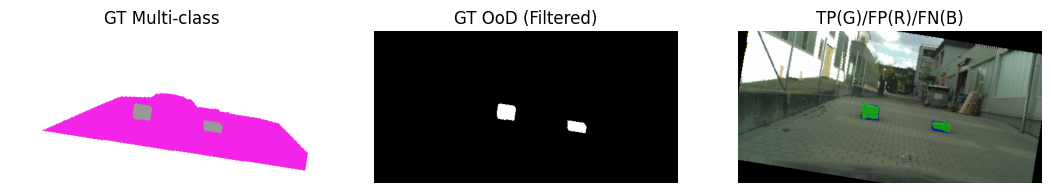 GT Multi-class
GT OoD (Filtered)
TP(G)/FP(R)/FN(B)